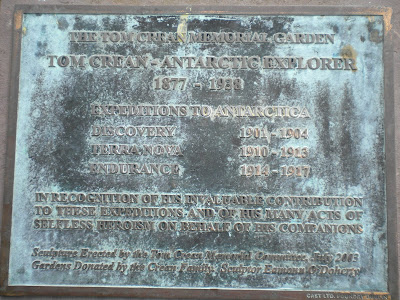 THE TOM CREAN MEMORIAL GARDEN
TOM CREAN - ANTARCTIC EXPLORER
1877 - 1938
EXPEDITIONS TO ANTARCTICA
DISCOVERY 1901-1904
TERRA NOVA 1910-1913
ENDURANCE 1914-1917
IN RECOGNITION OF HIS INVALUABLE CONTRIBUTION
TO THESE EXPEDITIONS AND OF HIS MANY ACTS OF
SELFLESS HEROISM ON BEHALF OF HIS COMPANIONS
Sculpture Erected by the Tom Crean Memorial Committee, July 2003
Gardens Donated by the Crean Family, Sculptor Eamonn O'Doherty
CAST LTD. FOUNDRY